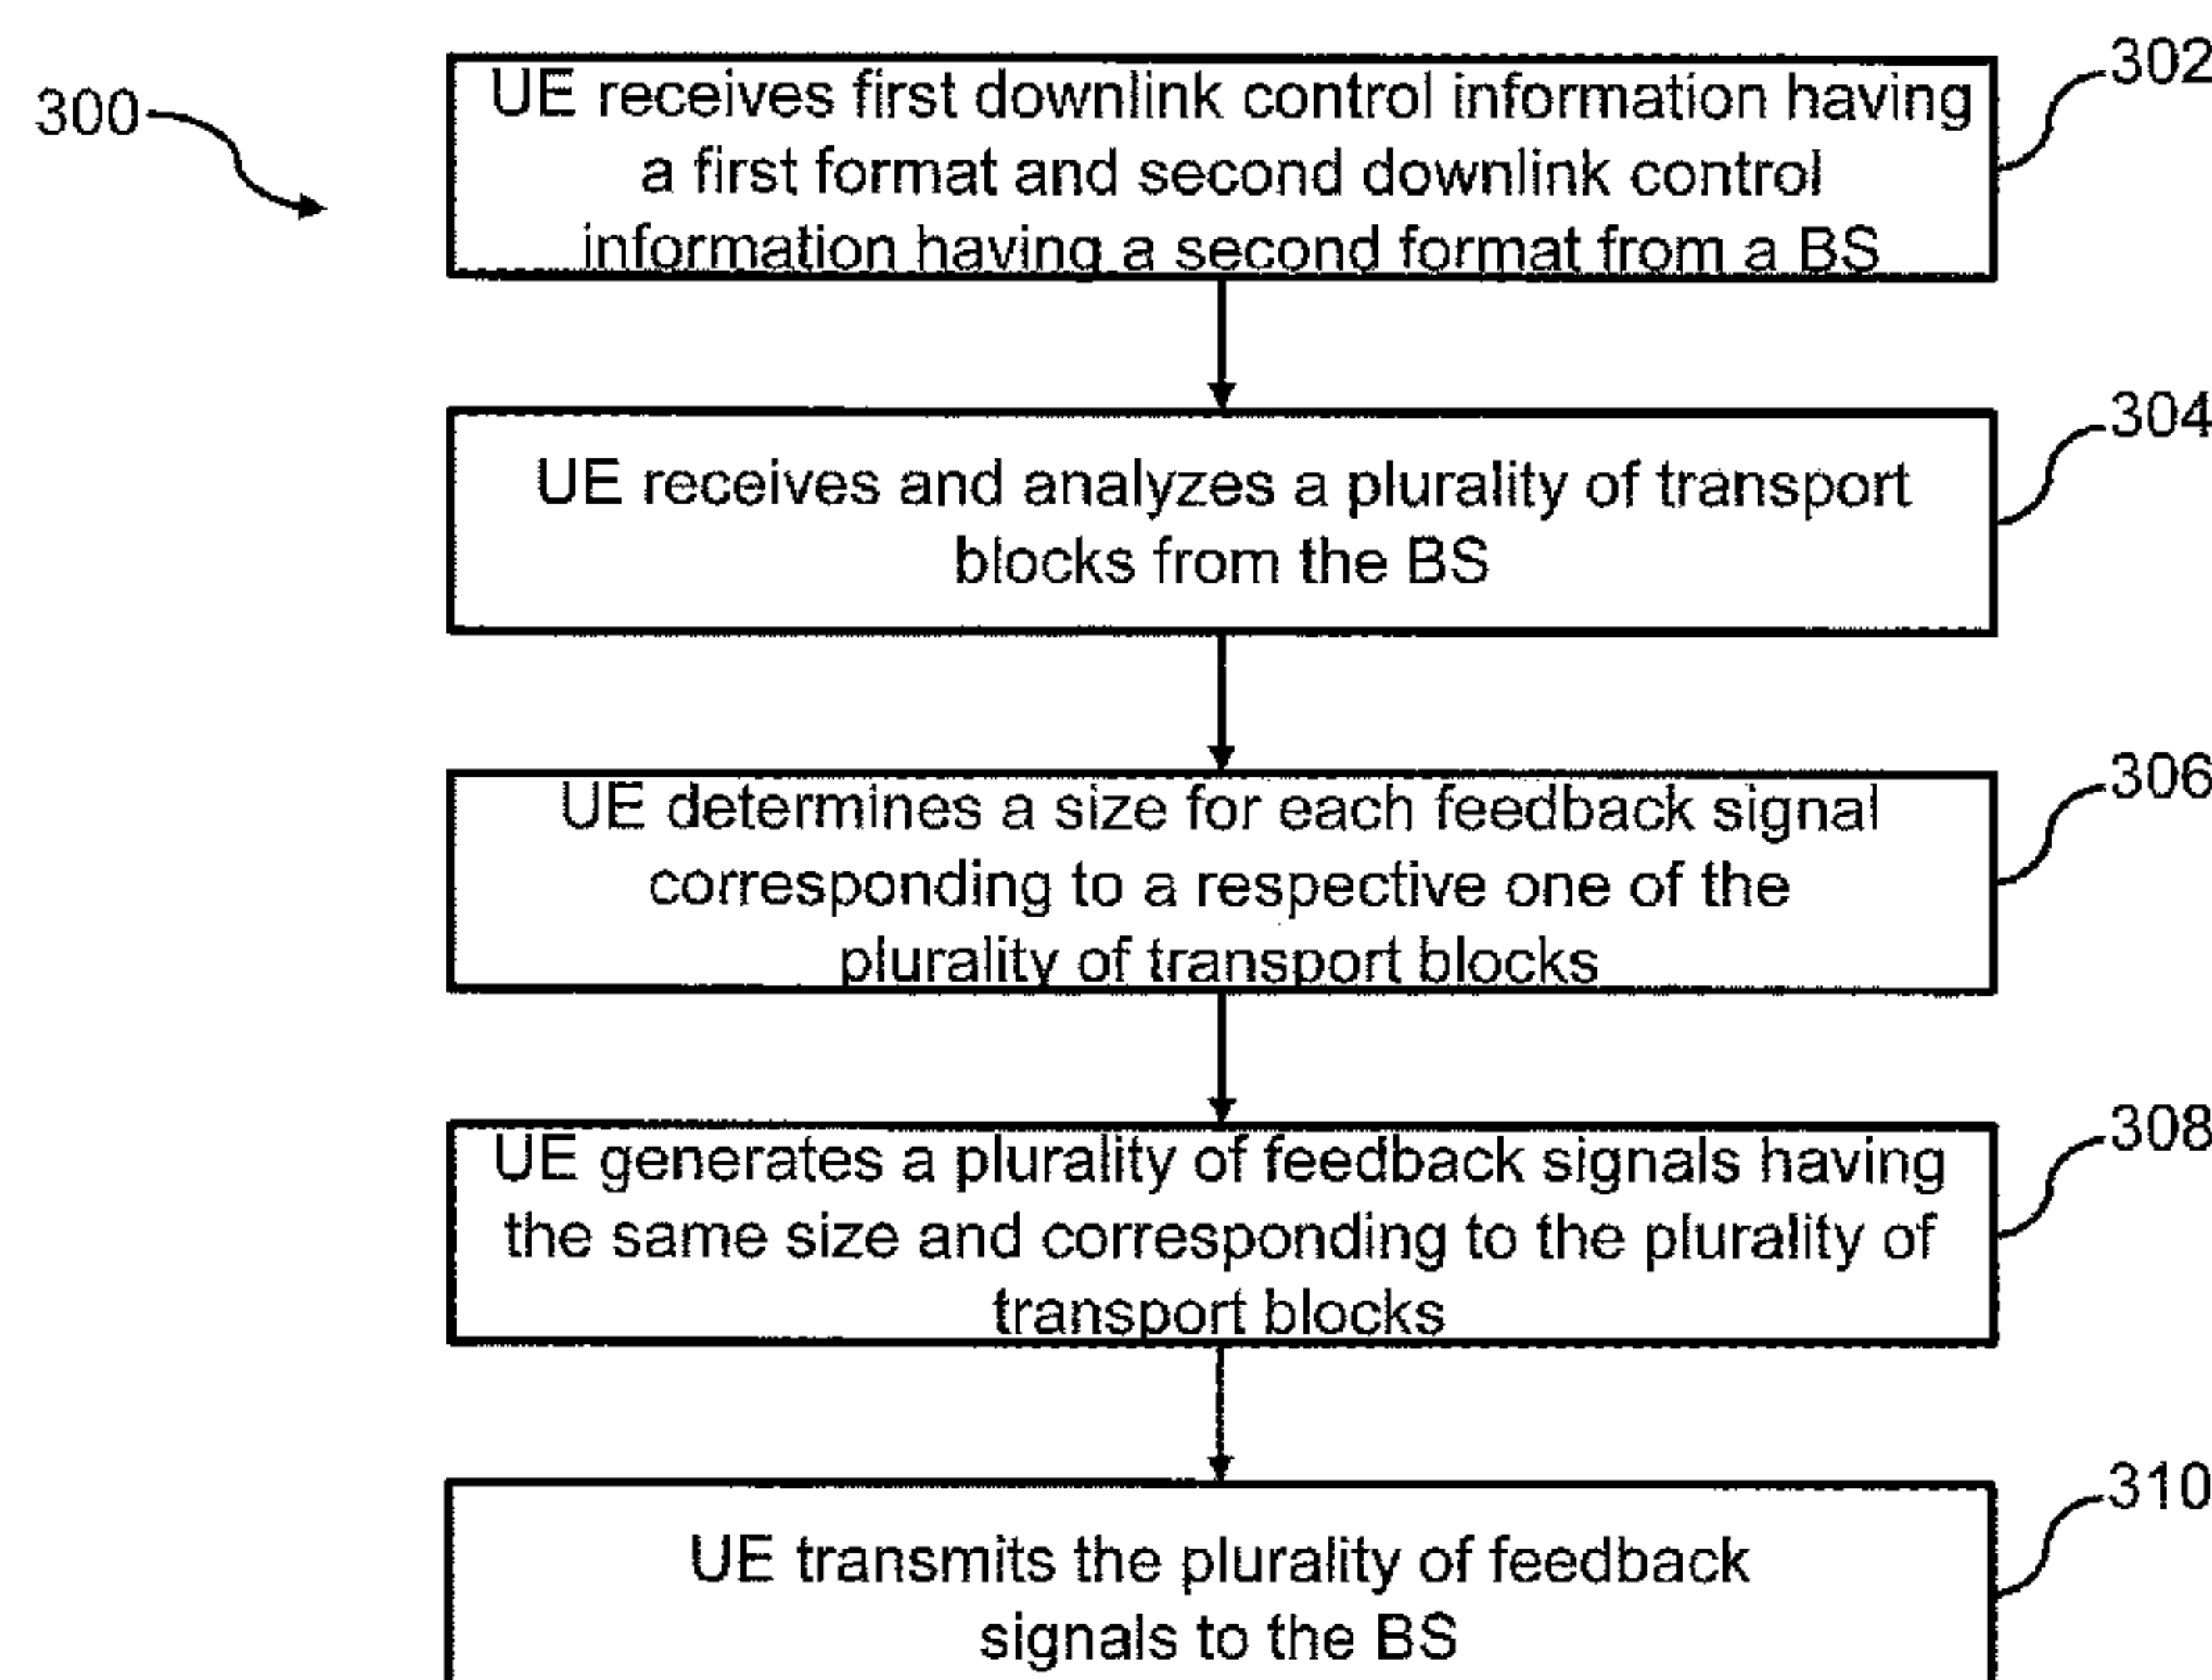 300
UE receives first downlink control information having
a first format and second downlink control
information having a second format from a BS
302
UE receives and analyzes a plurality of transport
blocks from the BS
304
UE determines a size for each feedback signal
corresponding to a respective one of the
plurality of transport blocks
306
UE generates a plurality of feedback signals having
the same size and corresponding to the plurality of
transport blocks
308
UE transmits the plurality of feedback
signals to the BS
310